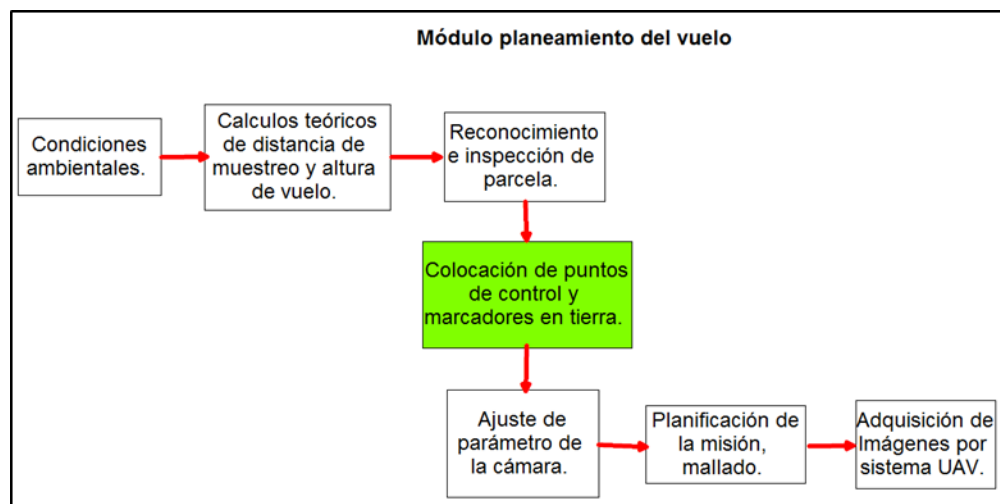 Módulo planeamiento del vuelo
Condiciones
ambientales.
Calculos teóricos
de distancia de
muestreo y altura
de vuelo.
Reconocimiento
e inspección de
parcela.
Colocación de puntos
de control y
marcadores en tierra.
Ajuste de
parámetro de
la cámara.
Planificación de
la misión,
mallado.
Adquisición de
Imágenes por
sistema UAV.